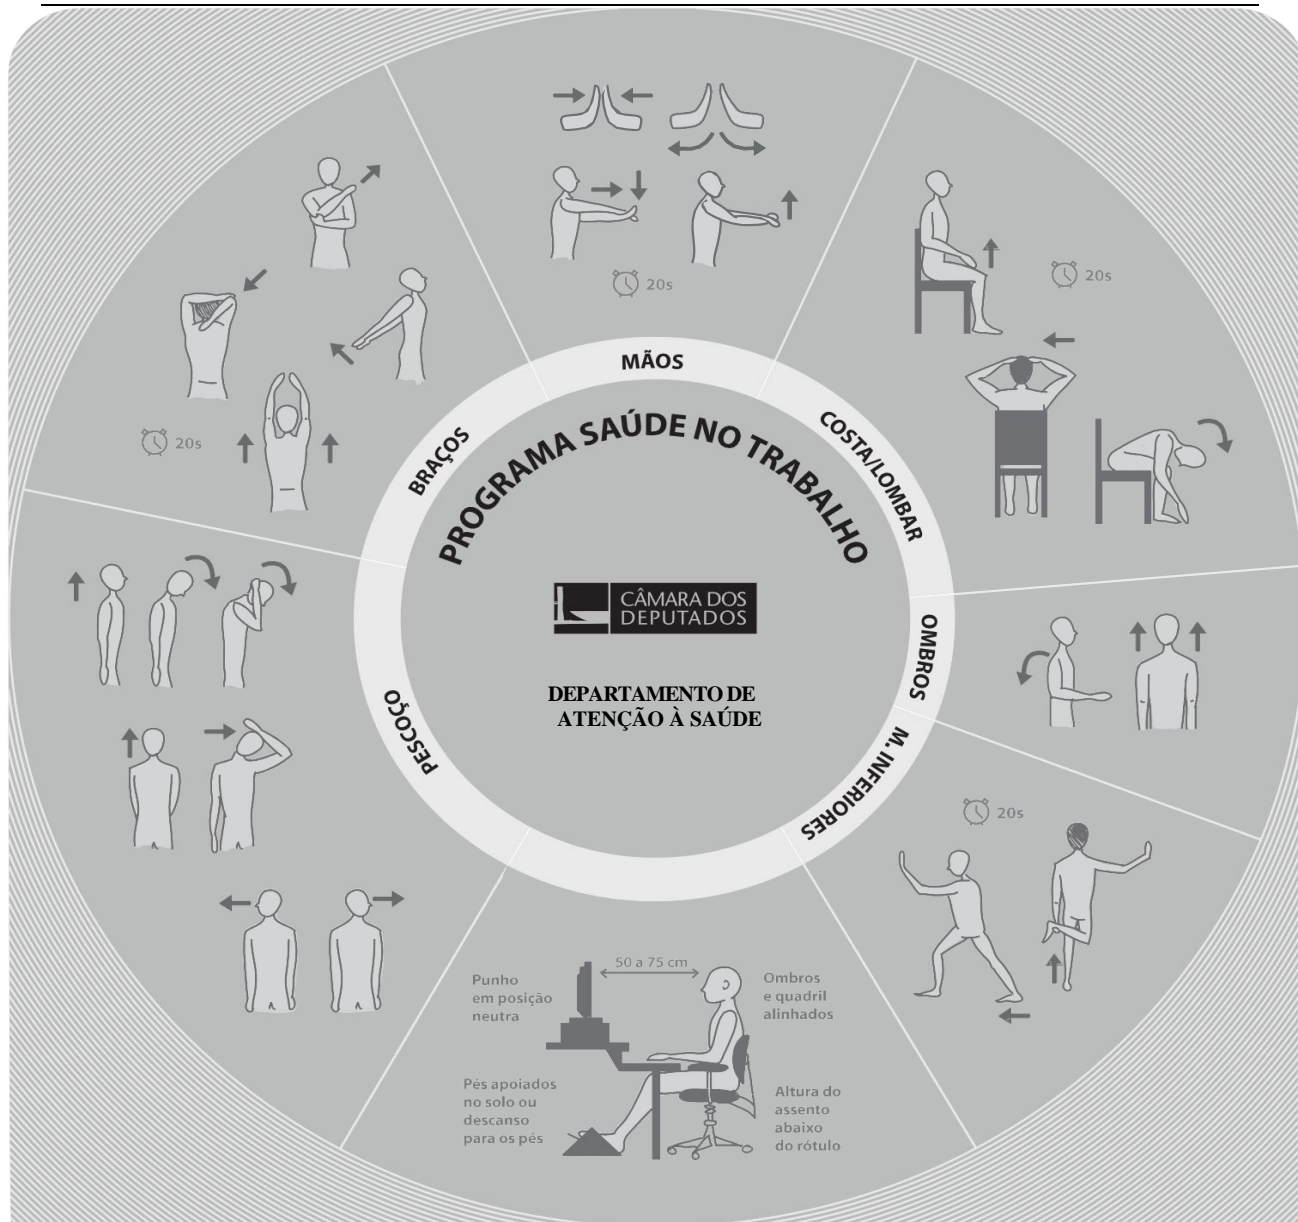 MÃOS
20s
COSTA/LOMBAR
20s
OMBROS
M. INFERIORES
20s
BRAÇOS
20s
PESCOÇO
PROGRAMA SAÚDE NO TRABALHO
CÂMARA DOS
DEPUTADOS
DEPARTAMENTO DE
ATENÇÃO À SAÚDE
50 a 75 cm
Punho
em posição
neutra
Ombros
e quadril
alinhados
Pés apoiados
no solo ou
descanso
para os pés
Altura do
assento
abaixo
do rótulo